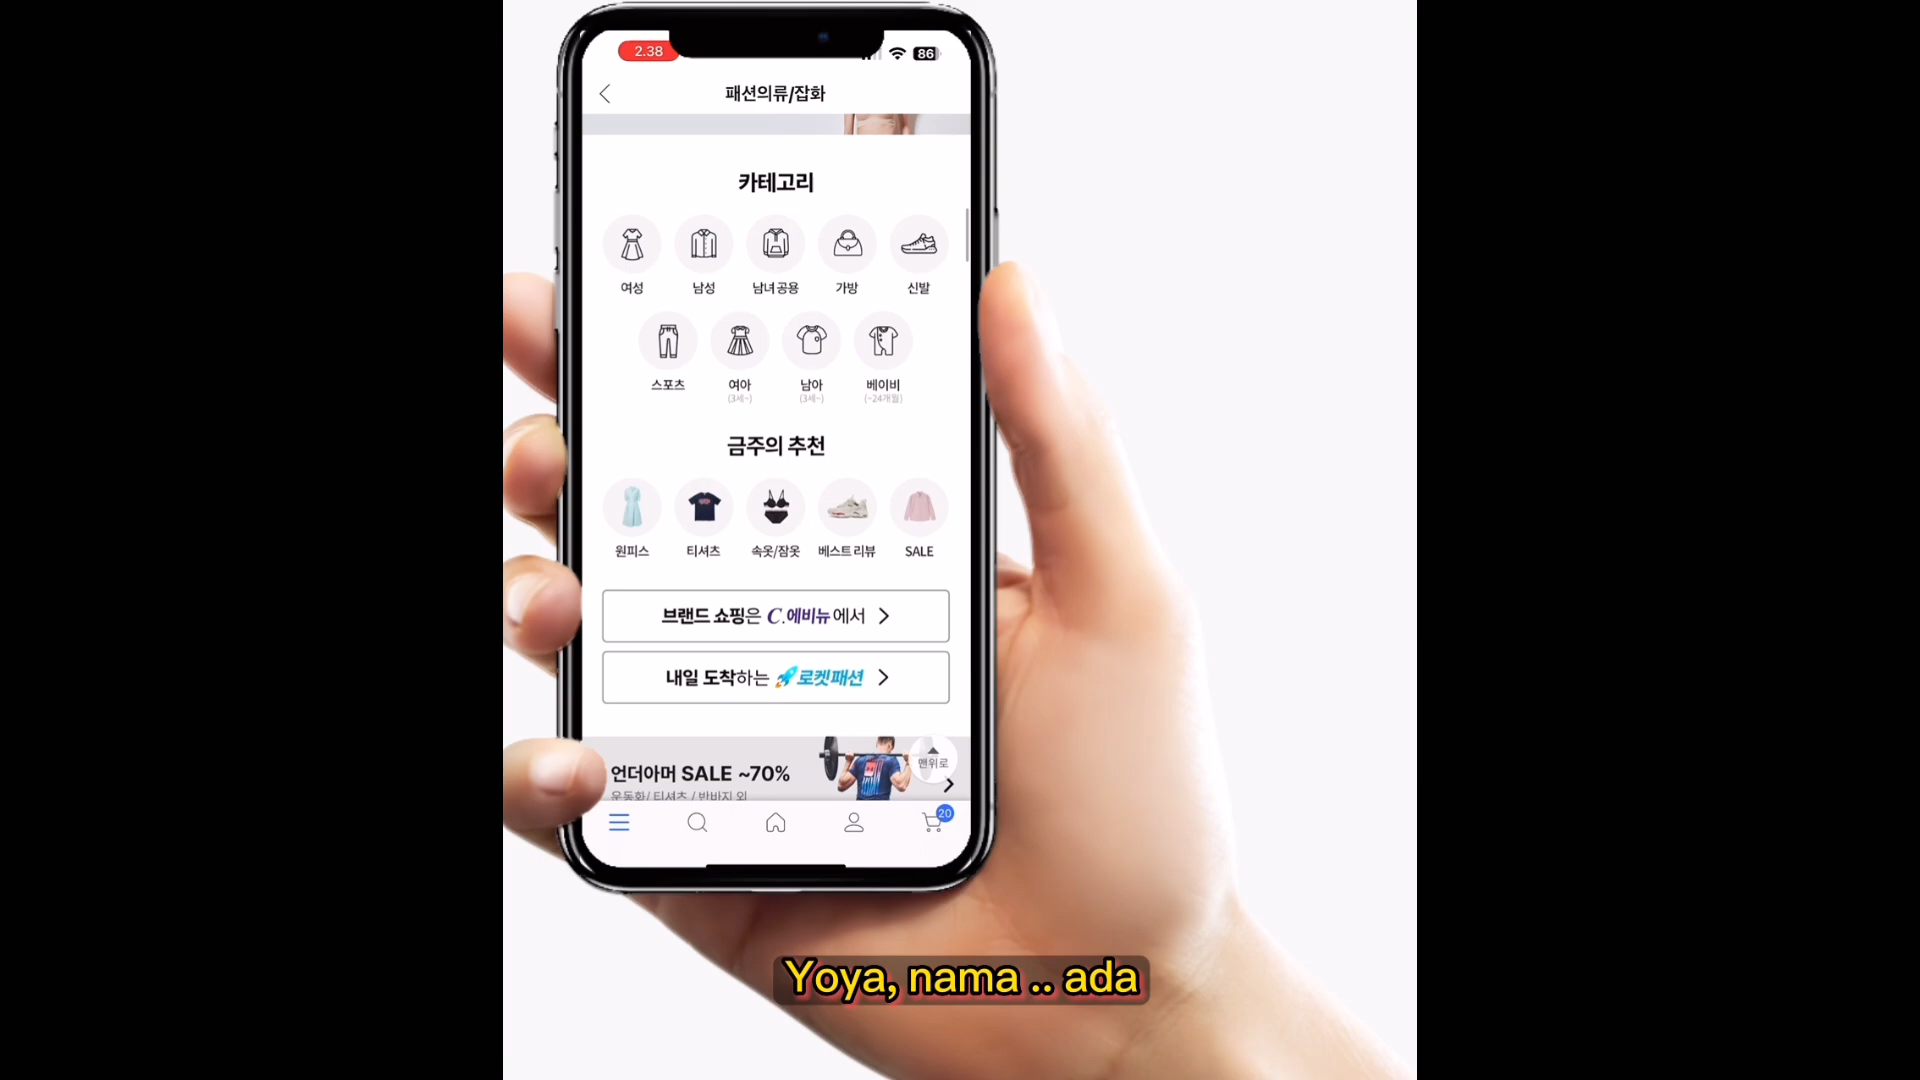 2.38
86
패션의류/잡화
카테고리
여성 남성 남녀공용 가방 신발
스포츠 여아 남아 베이비
(3세~) (3세~) (~24개월)
금주의 추천
원피스 티셔츠 속옷/잠옷 베스트리뷰 SALE
브랜드 쇼핑은 C.에비뉴에서
내일 도착하는 로켓패션
언더아머 SALE ~70%
맨위로
운동화/ 티셔츠 / 반바지 외
20
Yoya, nama .. ada